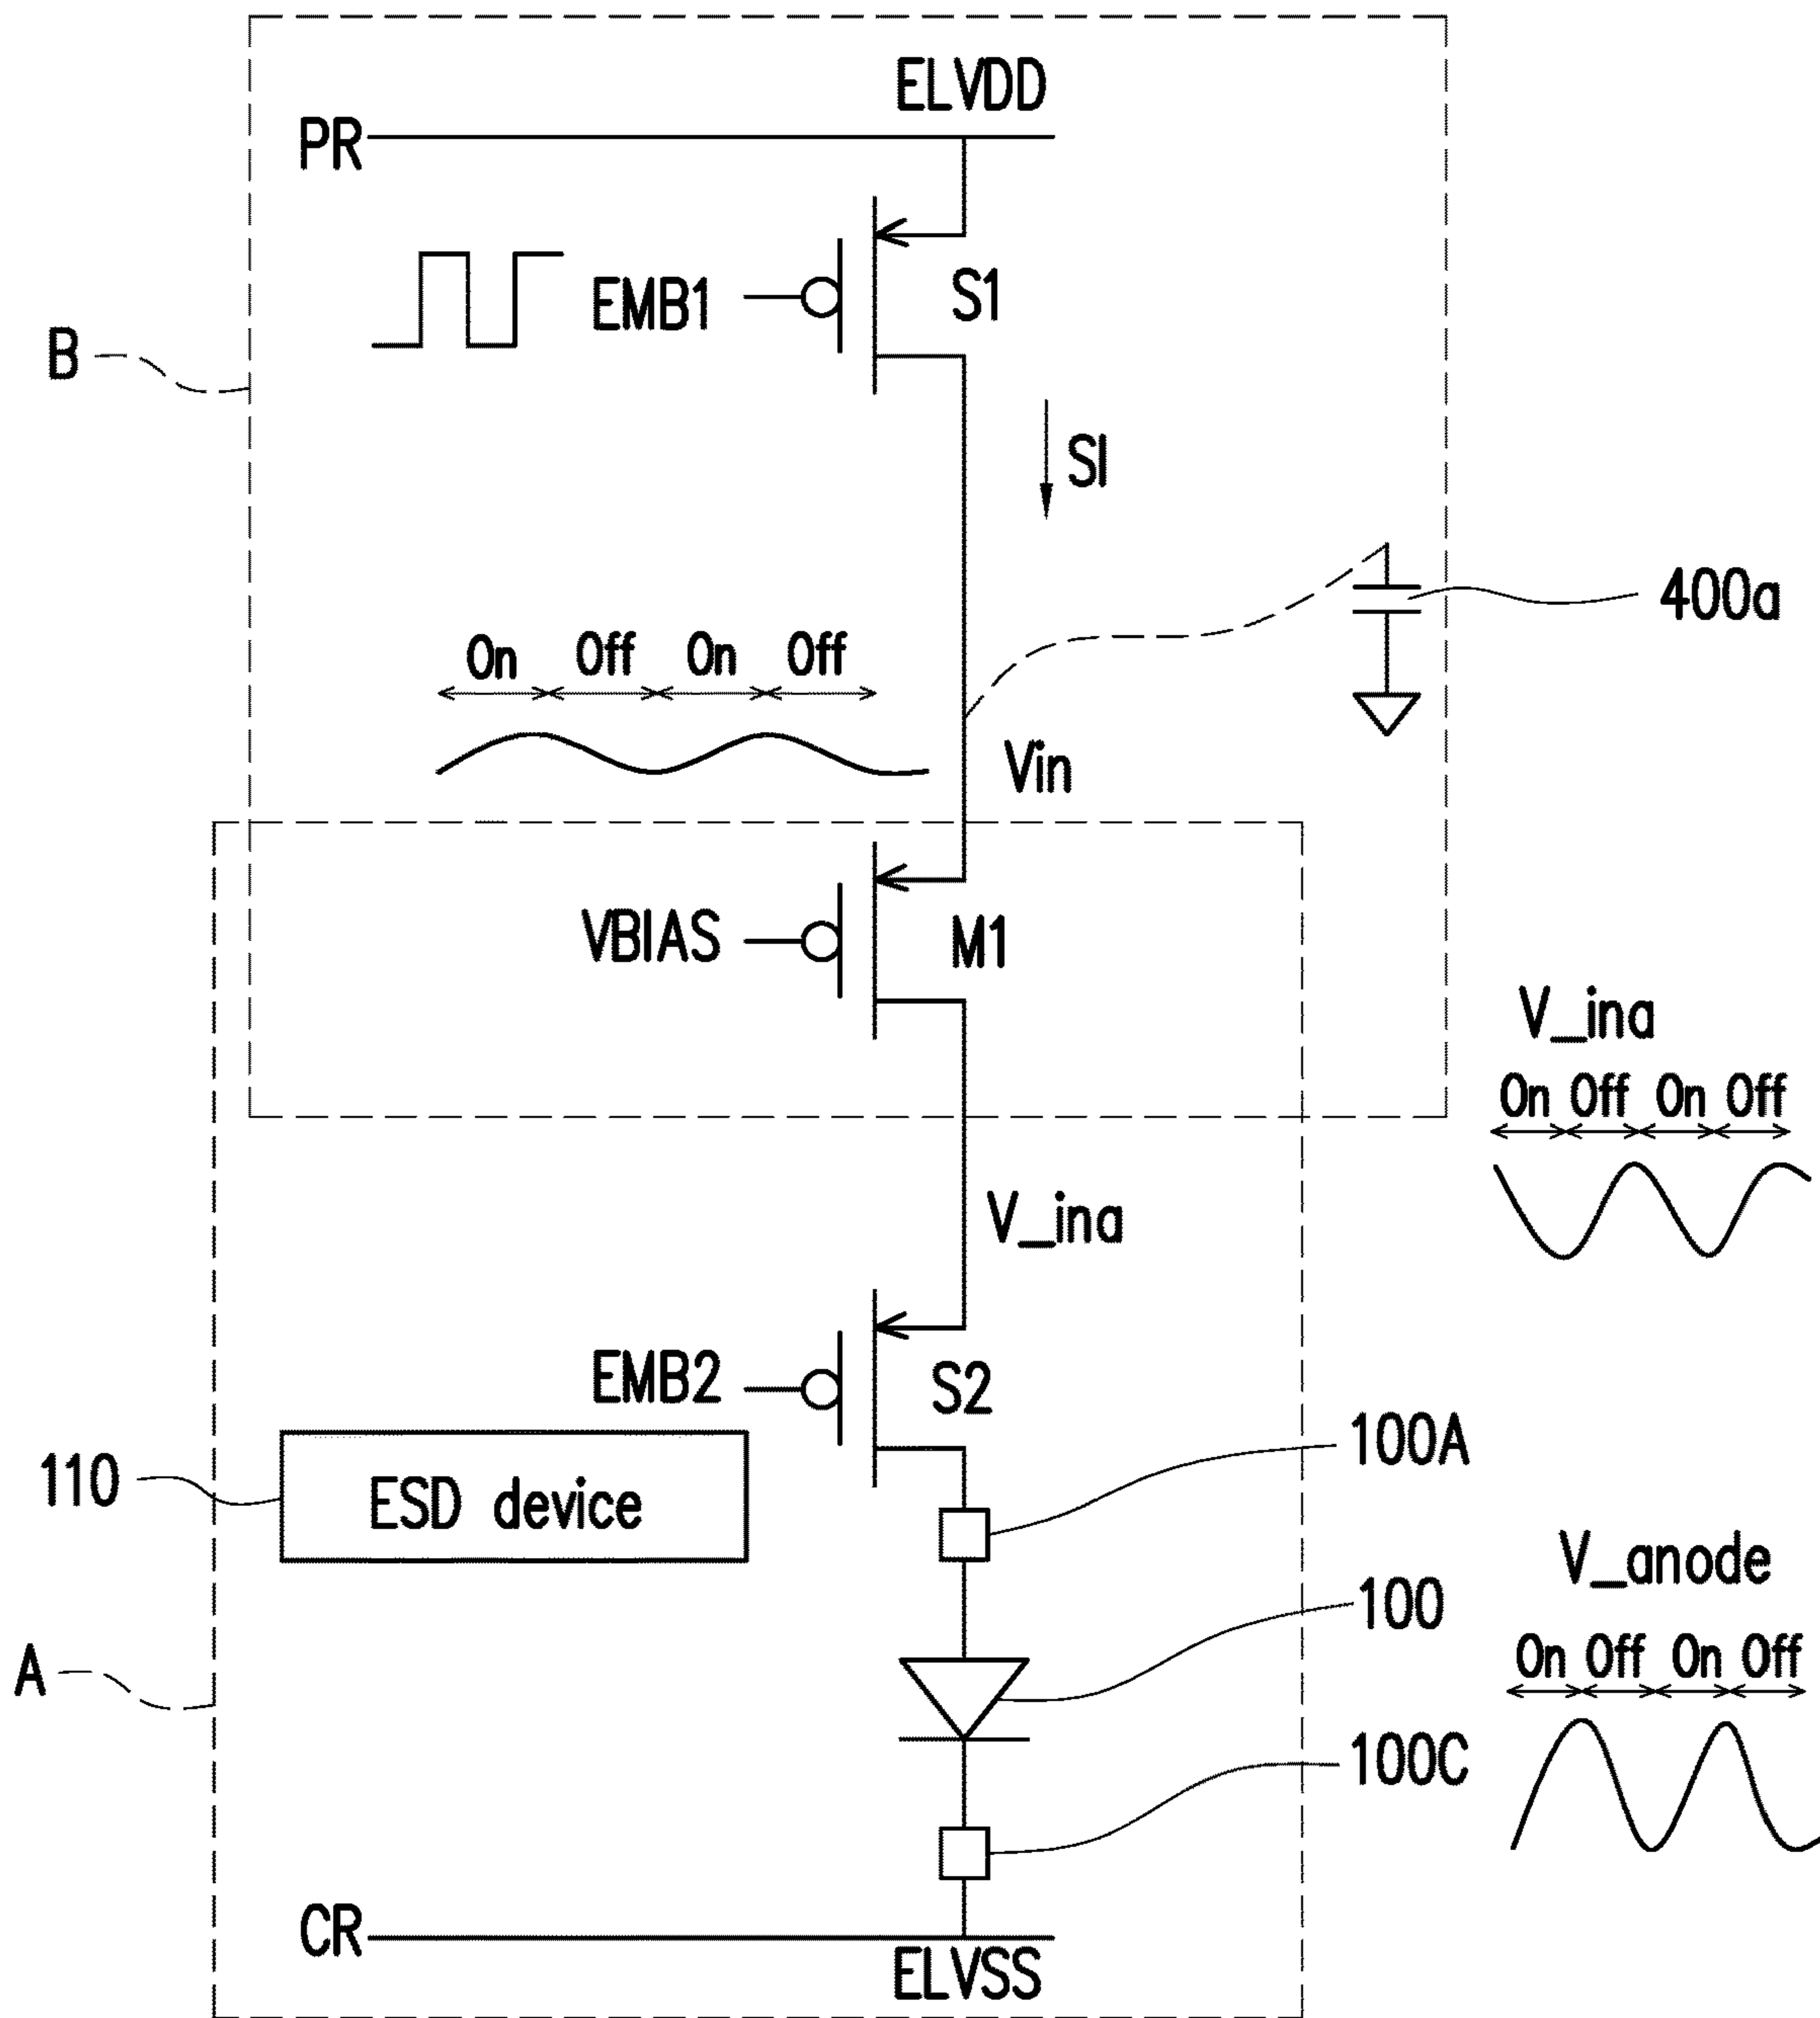 ELVDD
PR
EMB1
S1
B
SI
400a
On Off On Off
Vin
VBIAS
M1
V_ina
On Off On Off
V_ina
EMB2
S2
100A
110
ESD device
V_anode
100
On Off On Off
A
100C
CR
ELVSS